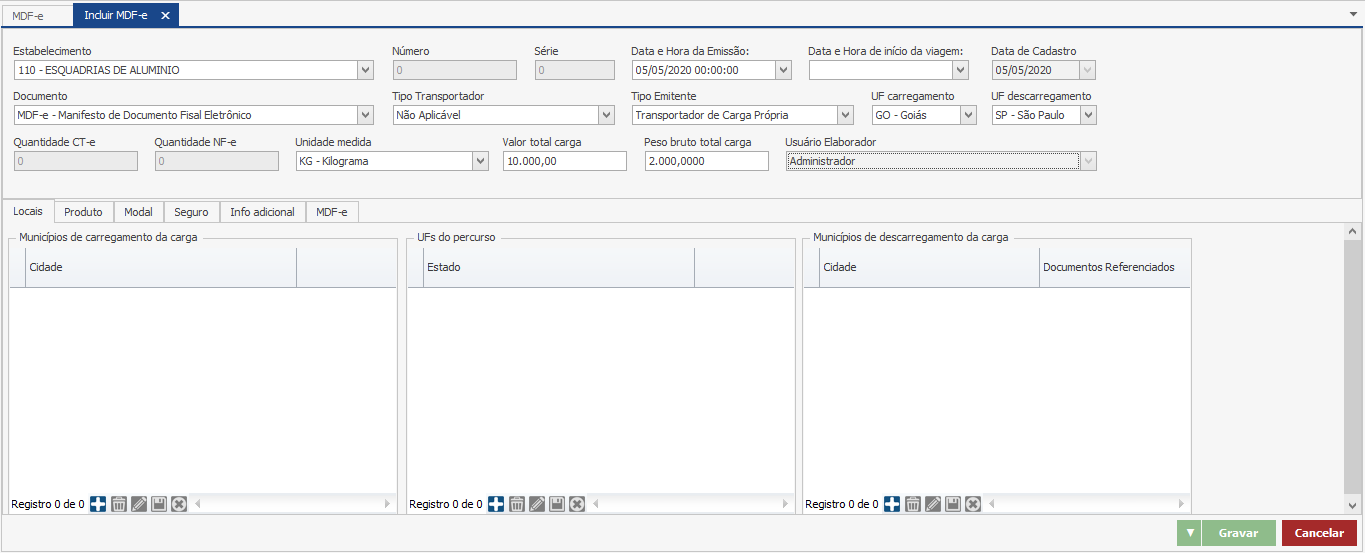 MDF-e Incluir MDF-e ×
Estabelecimento Número Série Data e Hora da Emissão: Data e Hora de início da viagem: Data de Cadastro
110 - ESQUADRIAS DE ALUMINIO 0 0 05/05/2020 00:00:00 05/05/2020
Documento Tipo Transportador Tipo Emitente UF carregamento UF descarregamento
MDF-e - Manifesto de Documento Fisal Eletrônico Não Aplicável Transportador de Carga Própria GO - Goiás SP - São Paulo
Quantidade CT-e Quantidade NF-e Unidade medida Valor total carga Peso bruto total carga Usuário Elaborador
0 0 KG - Kilograma 10.000,00 2.000,0000 Administrador
Locais Produto Modal Seguro Info adicional MDF-e
Municípios de carregamento da carga UFs do percurso Municípios de descarregamento da carga
Cidade Estado Cidade Documentos Referenciados
Registro 0 de 0 Registro 0 de 0 Registro 0 de 0
Gravar Cancelar